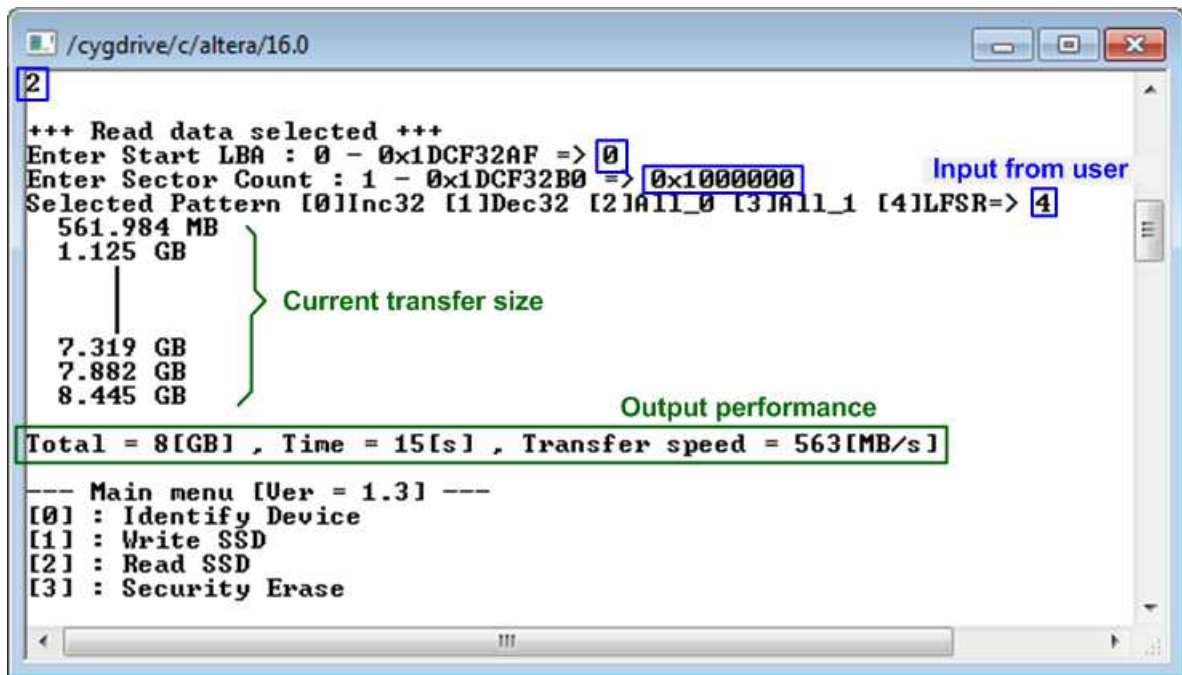 /cygdrive/c/altera/16.0
2
+++ Read data selected +++
Enter Start LBA : 0 - 0x1DCF32AF => 0
Enter Sector Count : 1 - 0x1DCF32B0 => 0x1000000
Input from user
Selected Pattern [0]Inc32 [1]Dec32 [2]All_0 [3]All_1 [4]LFSR=> 4
561.984 MB
1.125 GB
Current transfer size
7.319 GB
7.882 GB
8.445 GB
Output performance
Total = 8[GB] , Time = 15[s] , Transfer speed = 563[MB/s]
--- Main menu [Ver = 1.3] ---
[0] : Identify Device
[1] : Write SSD
[2] : Read SSD
[3] : Security Erase